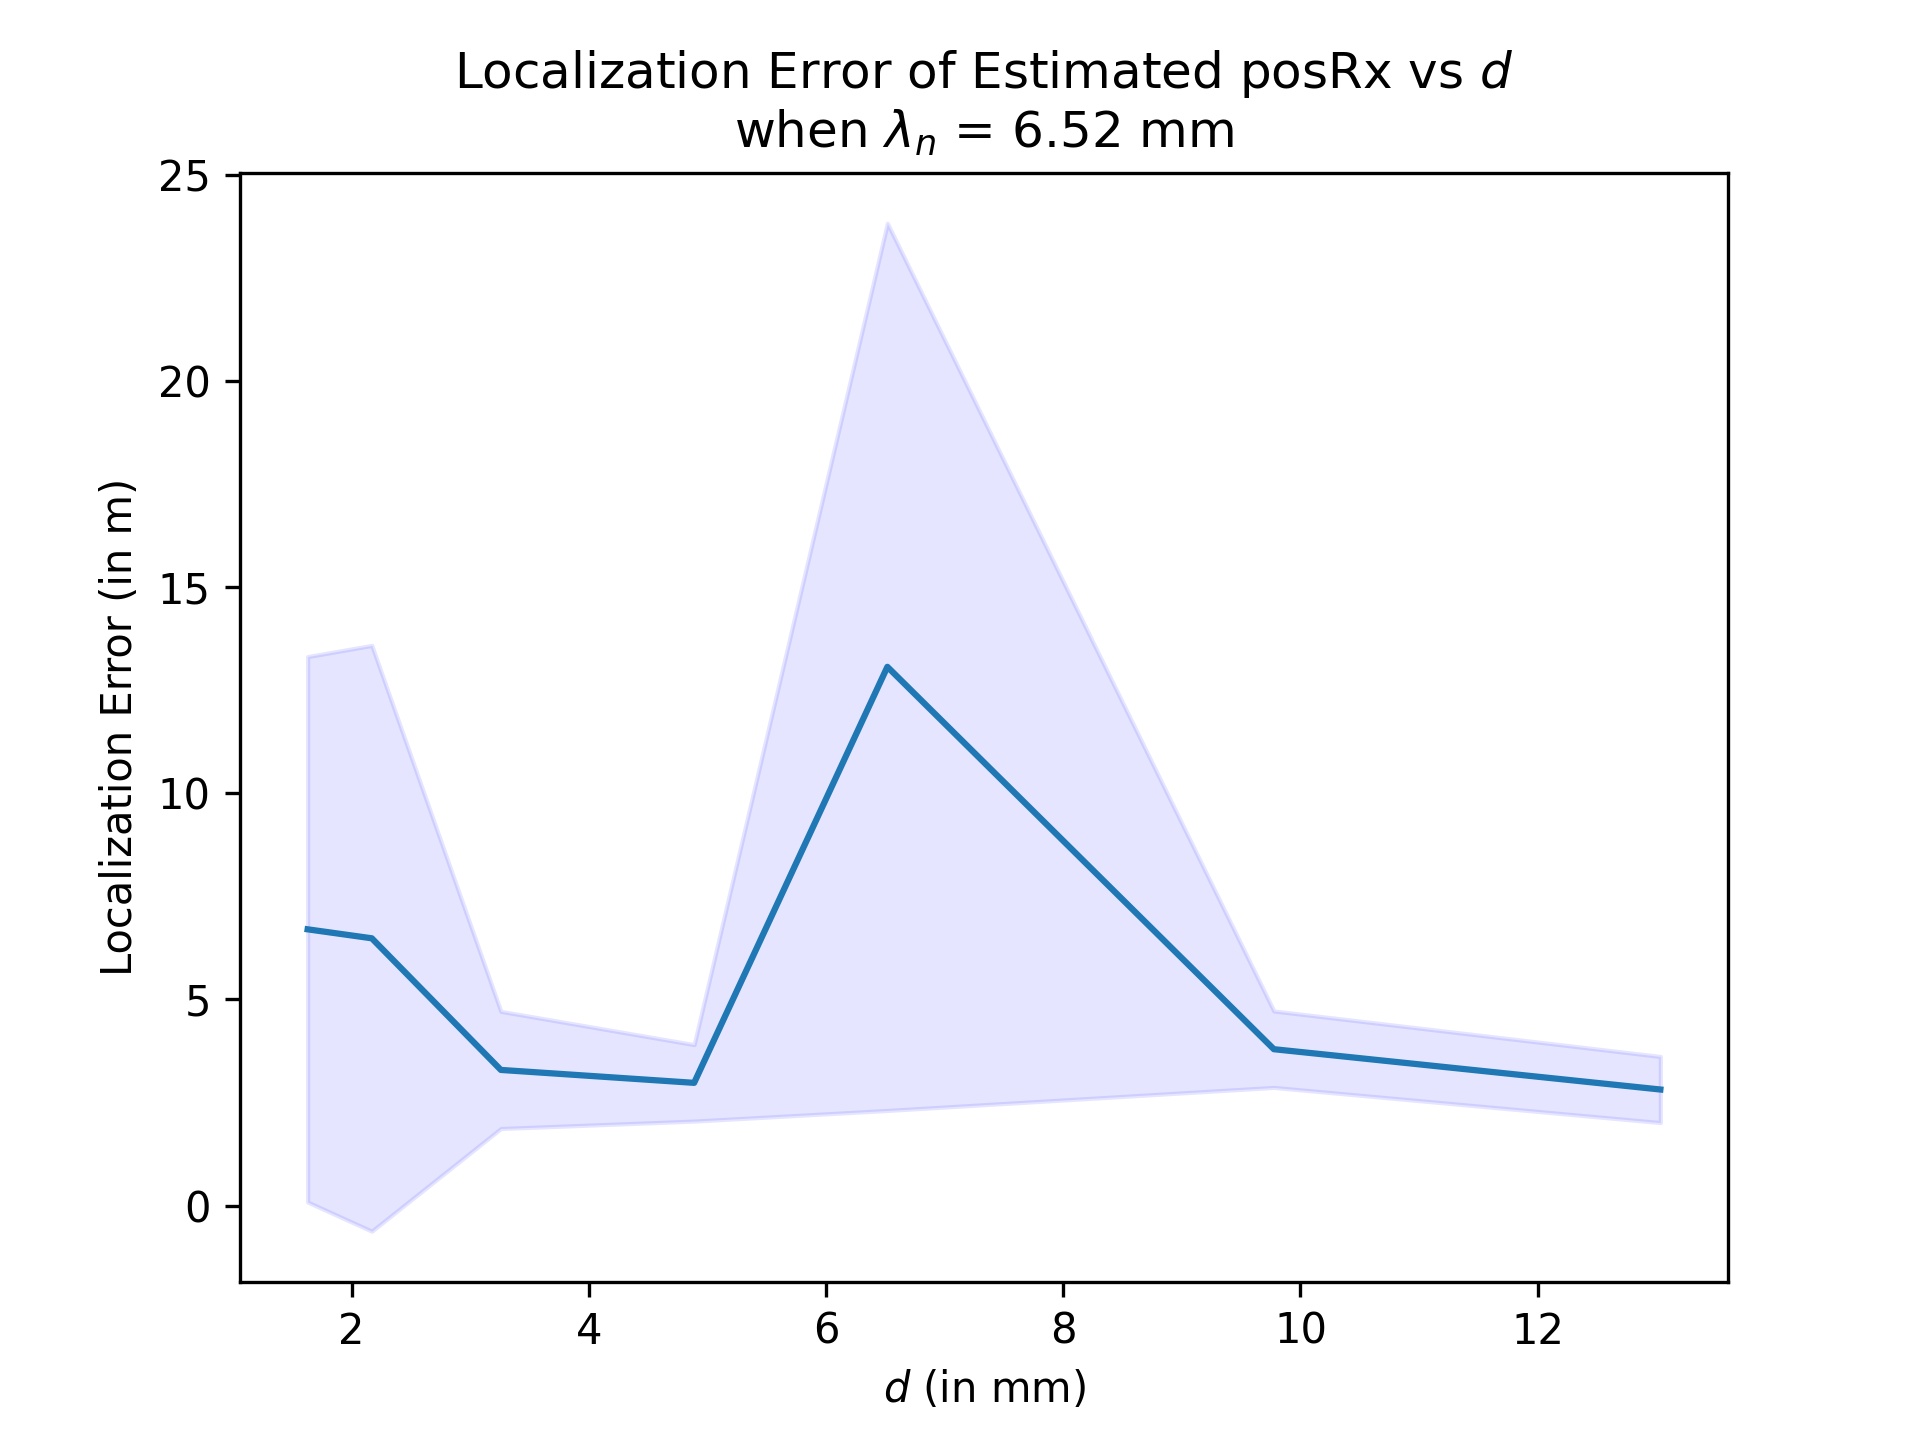 Localization Error of Estimated posRx vs d
when λₙ = 6.52 mm
25
20
15
10
5
0
Localization Error (in m)
2 4 6 8 10 12
d (in mm)